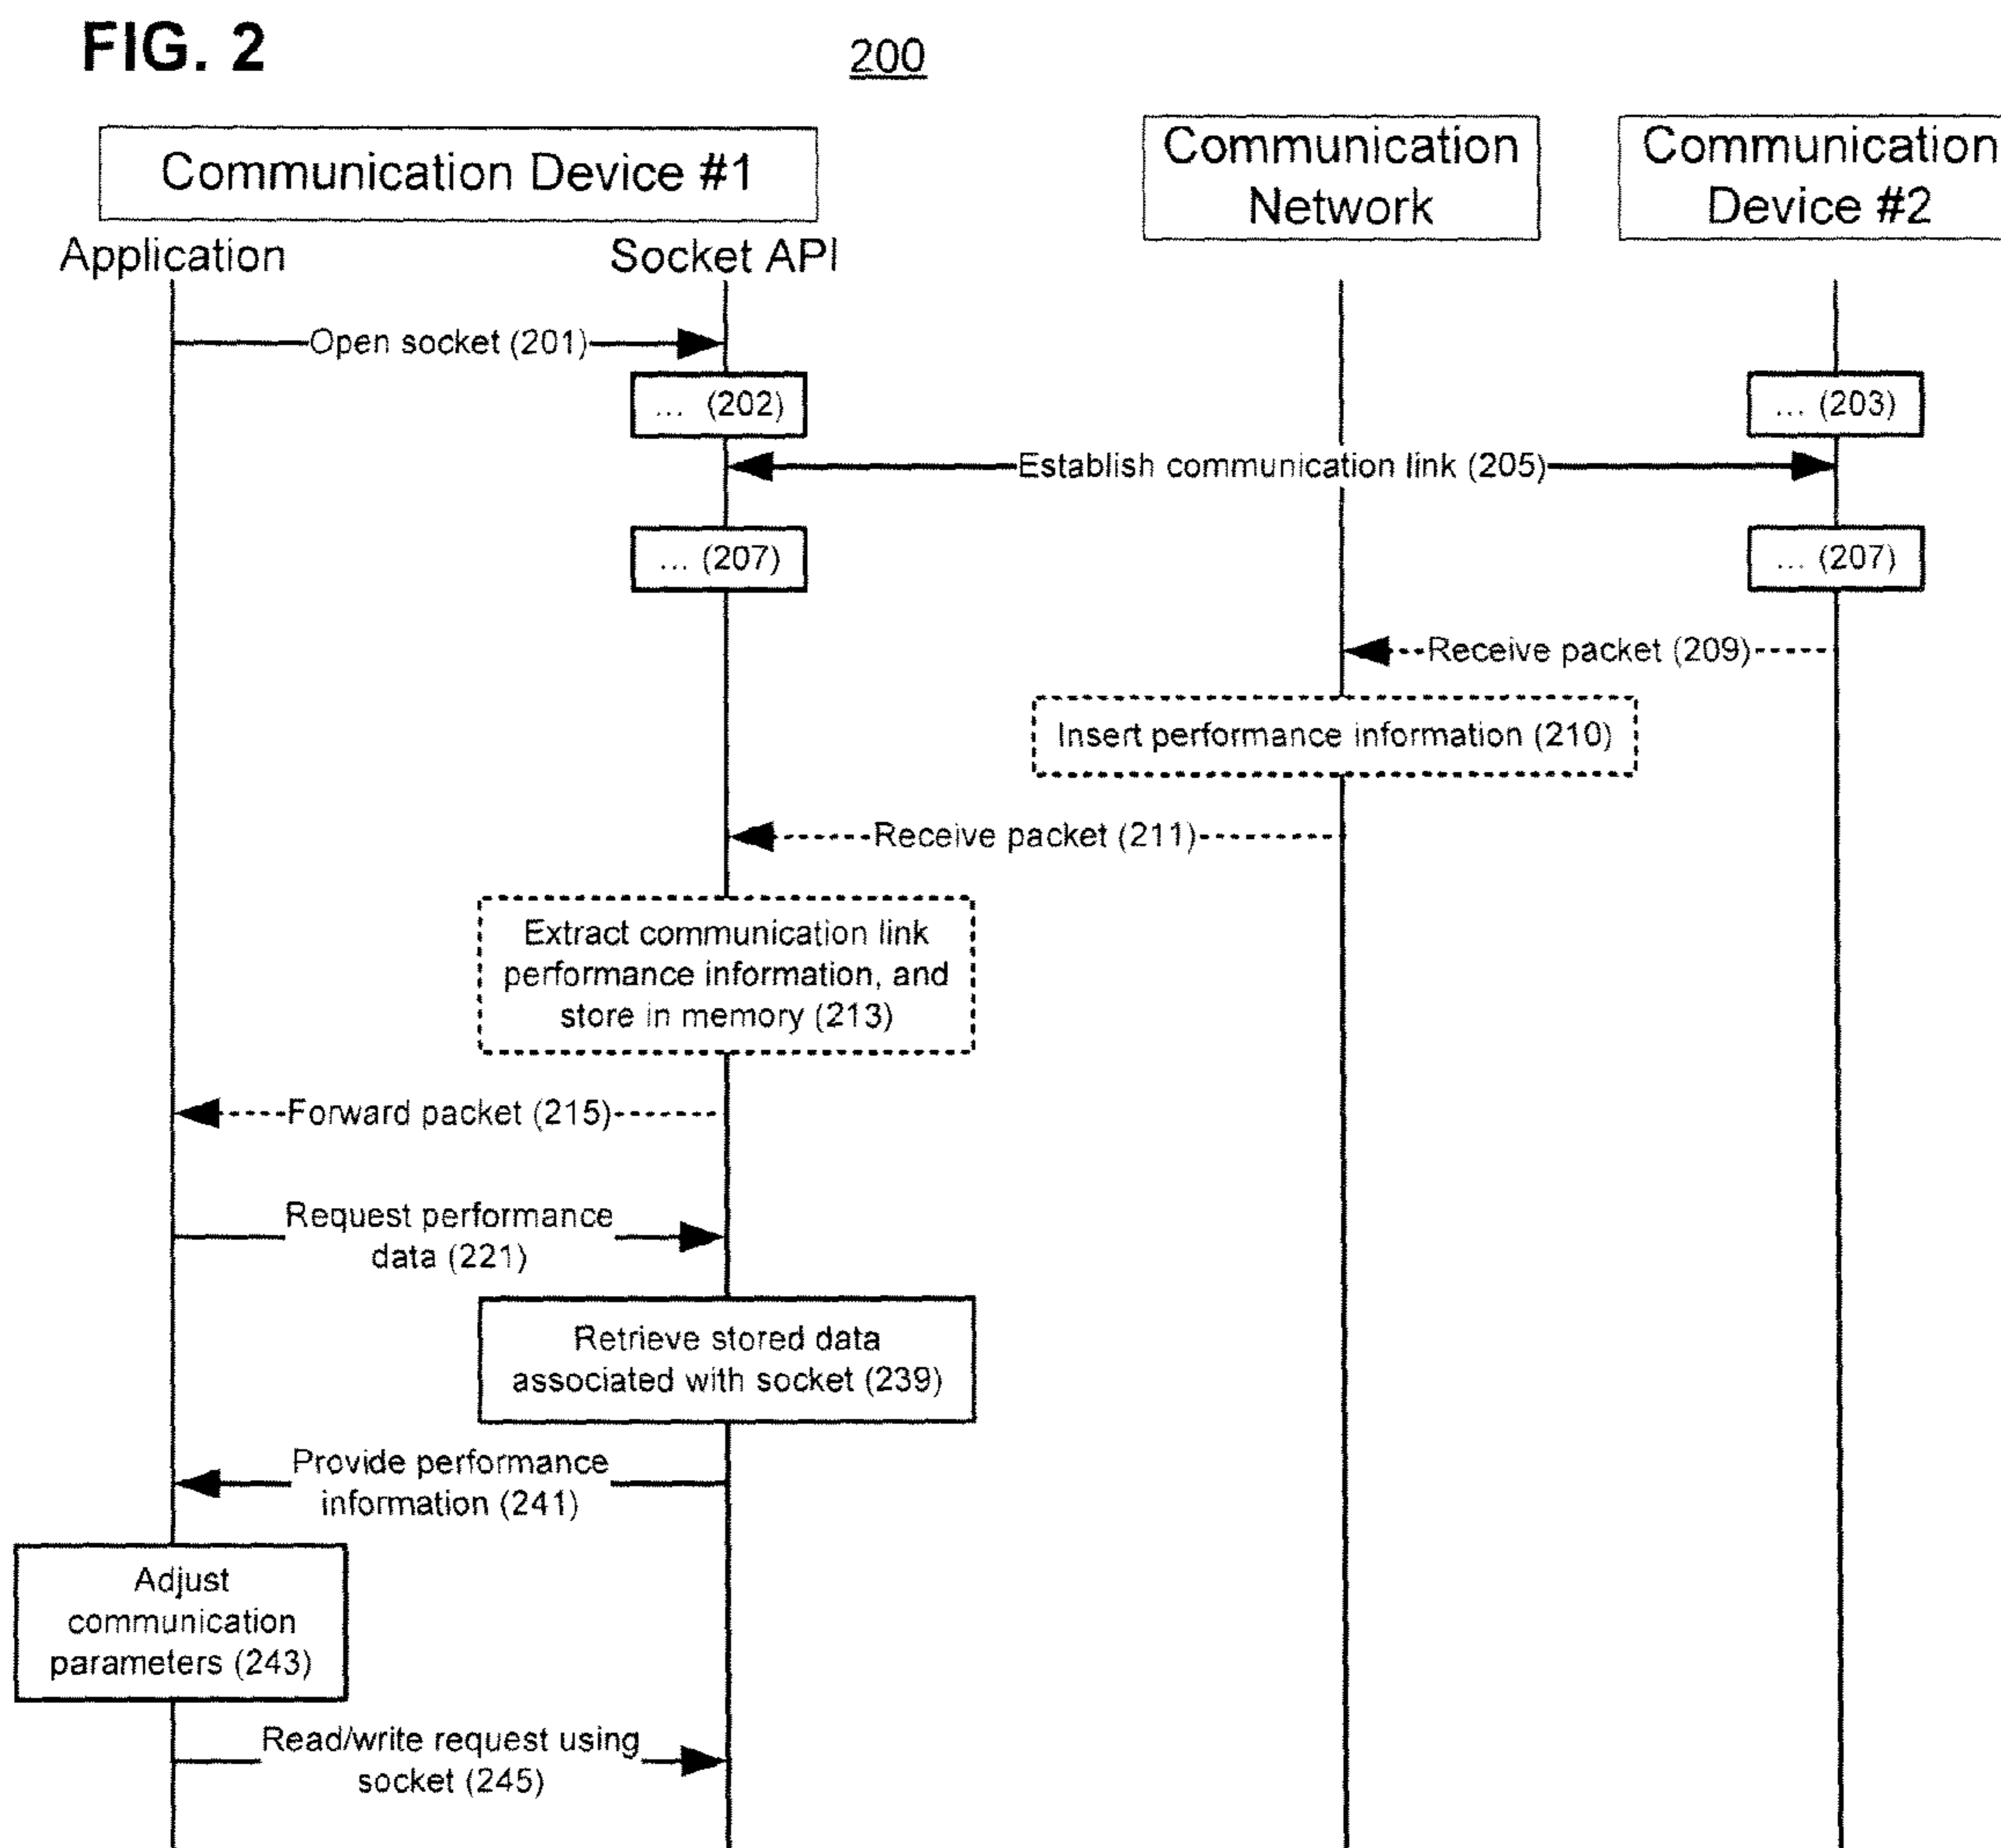 FIG. 2
200
Communication Device #1
Communication
Network
Communication
Device #2
Application
Socket API
Open socket (201)
... (202)
... (203)
Establish communication link (205)
... (207)
... (207)
Receive packet (209)
Insert performance information (210)
Receive packet (211)
Extract communication link
performance information, and
store in memory (213)
Forward packet (215)
Request performance
data (221)
Retrieve stored data
associated with socket (239)
Provide performance
information (241)
Adjust
communication
parameters (243)
Read/write request using
socket (245)